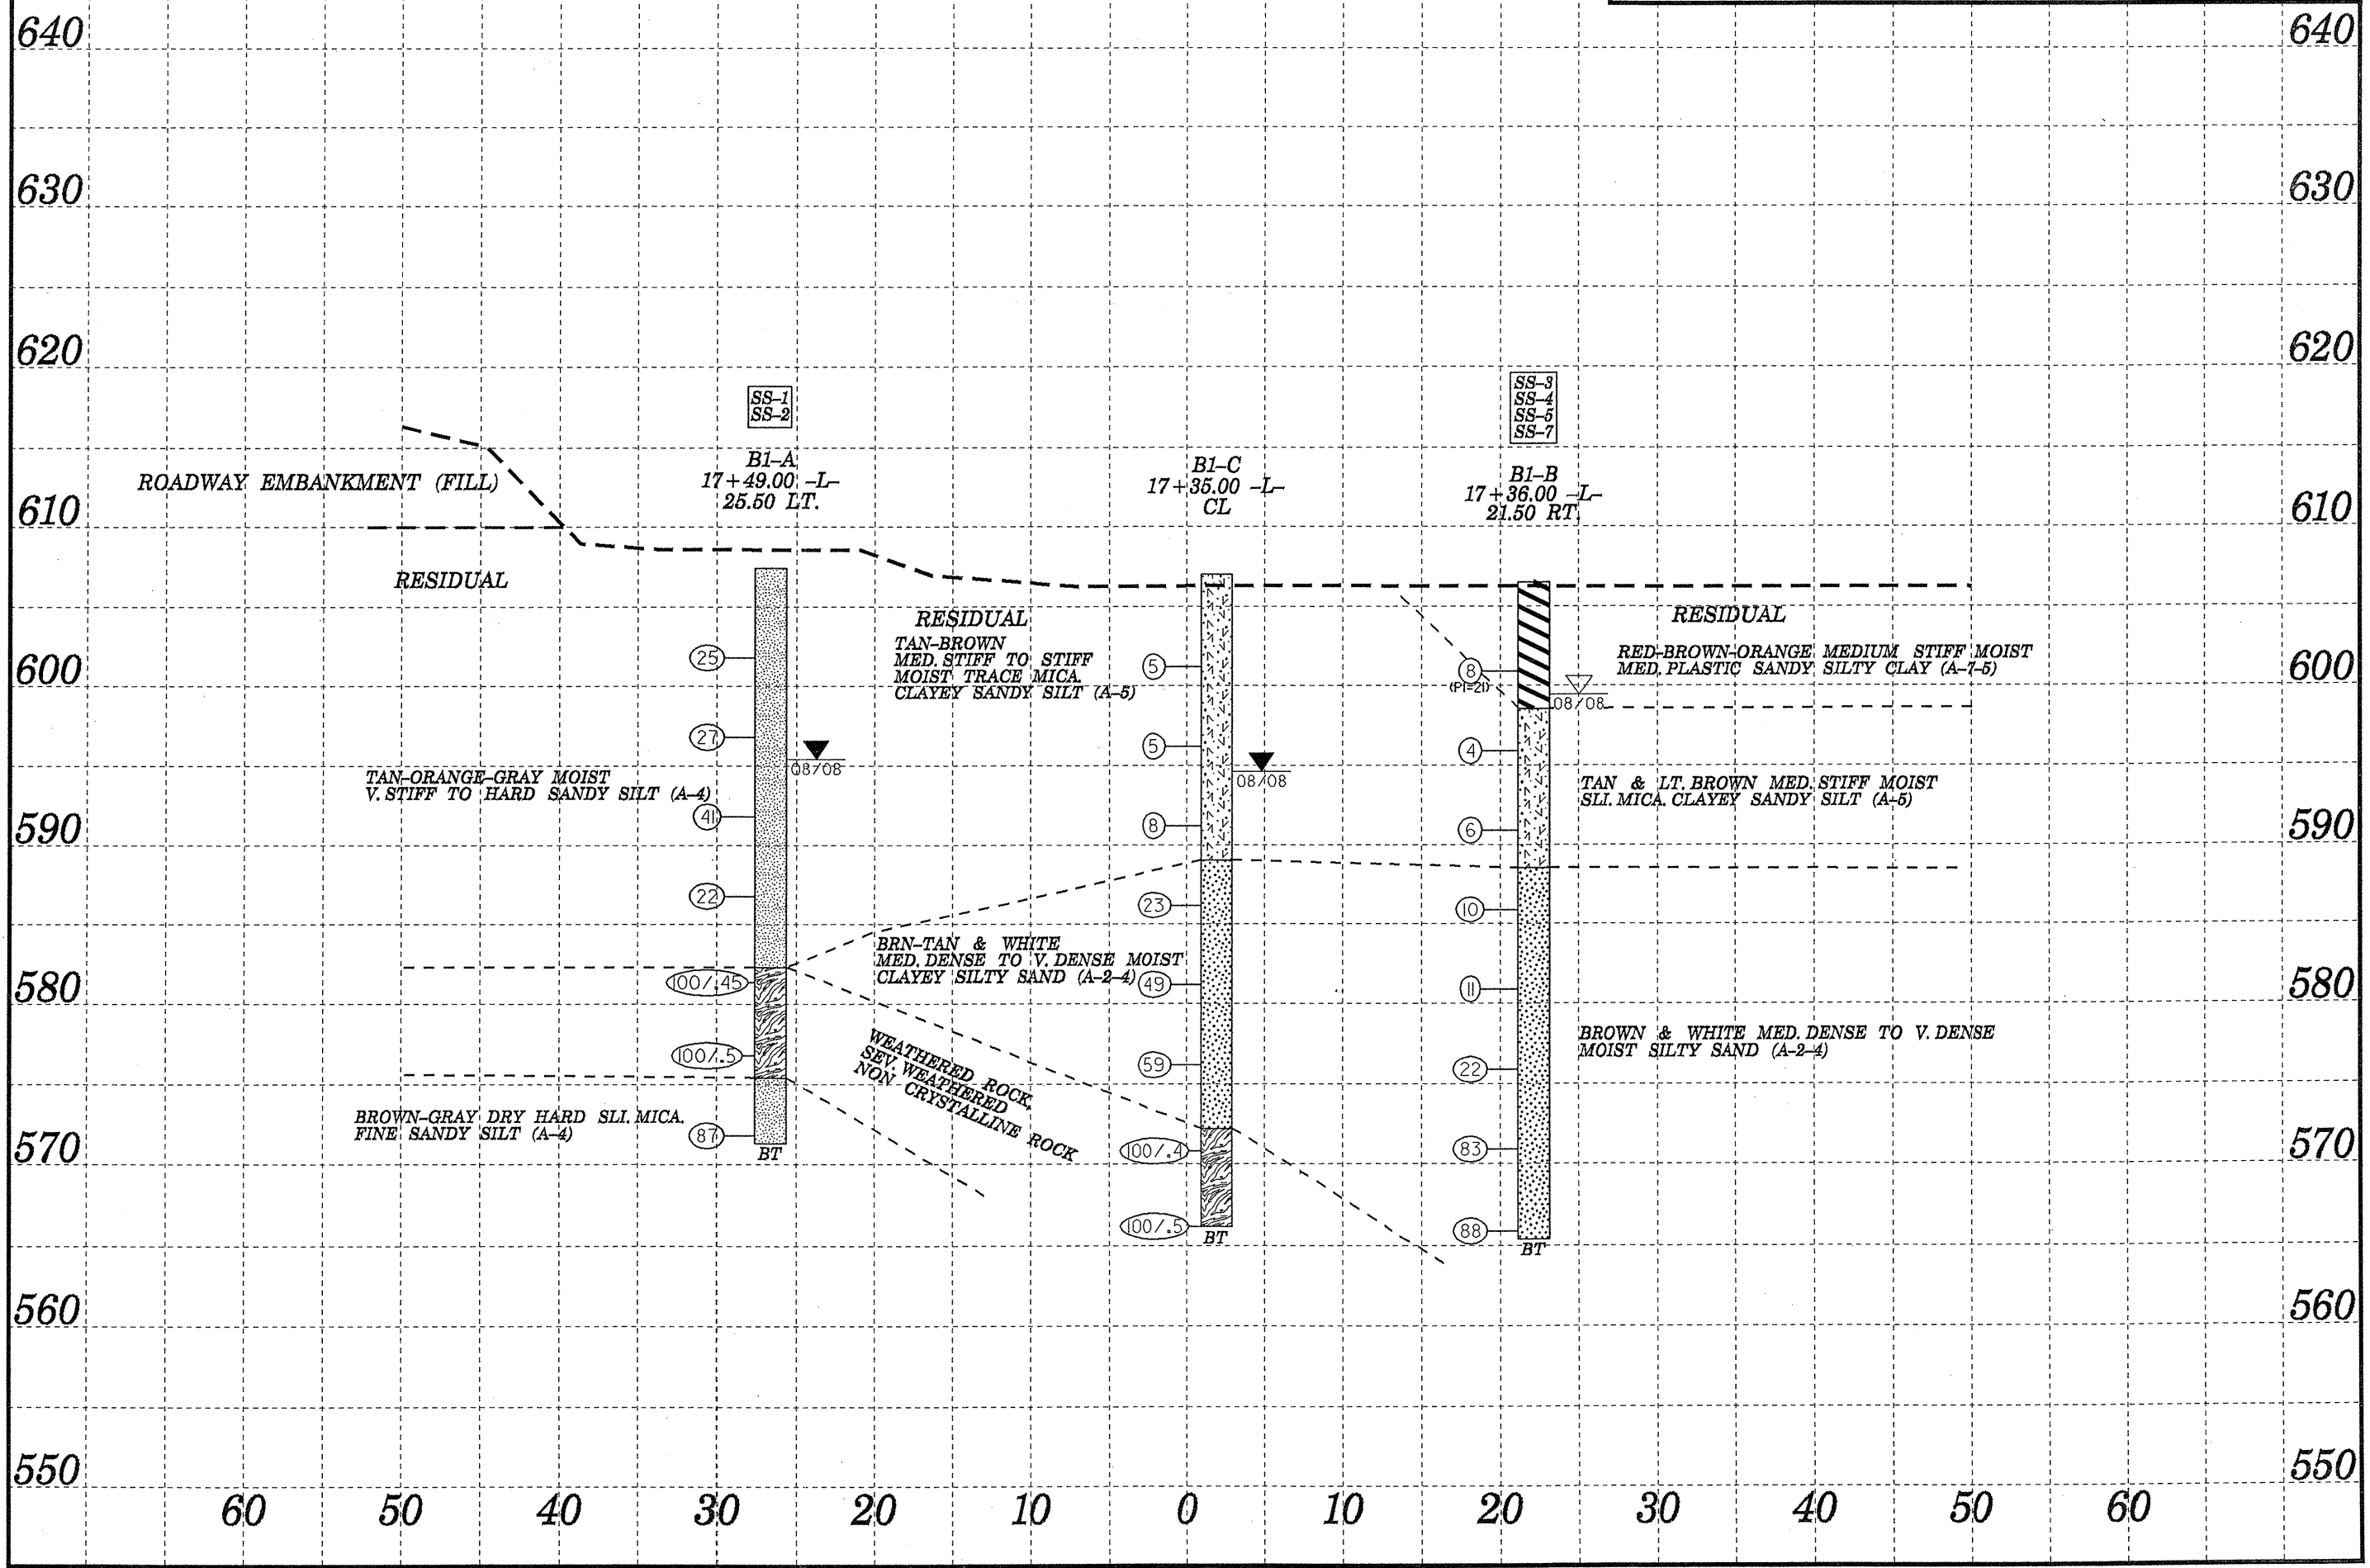 640 640
630 630
620 620
SS-1
SS-2
SS-3
SS-4
SS-5
SS-7
B1-A
17+49.00 -L-
25.50 LT.
B1-C
17+35.00 -L-
CL
B1-B
17+36.00 -L-
21.50 RT.
ROADWAY EMBANKMENT (FILL)
610 610
RESIDUAL
RESIDUAL
TAN-BROWN
MED. STIFF TO STIFF
MOIST TRACE MICA.
CLAYEY SANDY SILT (A-5)
RESIDUAL
RED-BROWN-ORANGE MEDIUM STIFF MOIST
MED. PLASTIC SANDY SILTY CLAY (A-7-5)
600 600
25
5
8
(PI=21)
08/08
27
5
4
08/08
08/08
TAN-ORANGE-GRAY MOIST
V. STIFF TO HARD SANDY SILT (A-4)
TAN & LT. BROWN MED. STIFF MOIST
SLI. MICA. CLAYEY SANDY SILT (A-5)
590 590
41
8
6
22
23
10
BRN-TAN & WHITE
MED. DENSE TO V. DENSE MOIST
CLAYEY SILTY SAND (A-2-4)
580 580
100/.45
49
11
WEATHERED ROCK,
SEV. WEATHERED
NON CRYSTALLINE ROCK
BROWN & WHITE MED. DENSE TO V. DENSE
MOIST SILTY SAND (A-2-4)
100/.5
59
22
BROWN-GRAY DRY HARD SLI. MICA.
FINE SANDY SILT (A-4)
87
BT
570 570
100/.4
83
100/.5
BT
88
BT
560 560
550 550
60 50 40 30 20 10 0 10 20 30 40 50 60